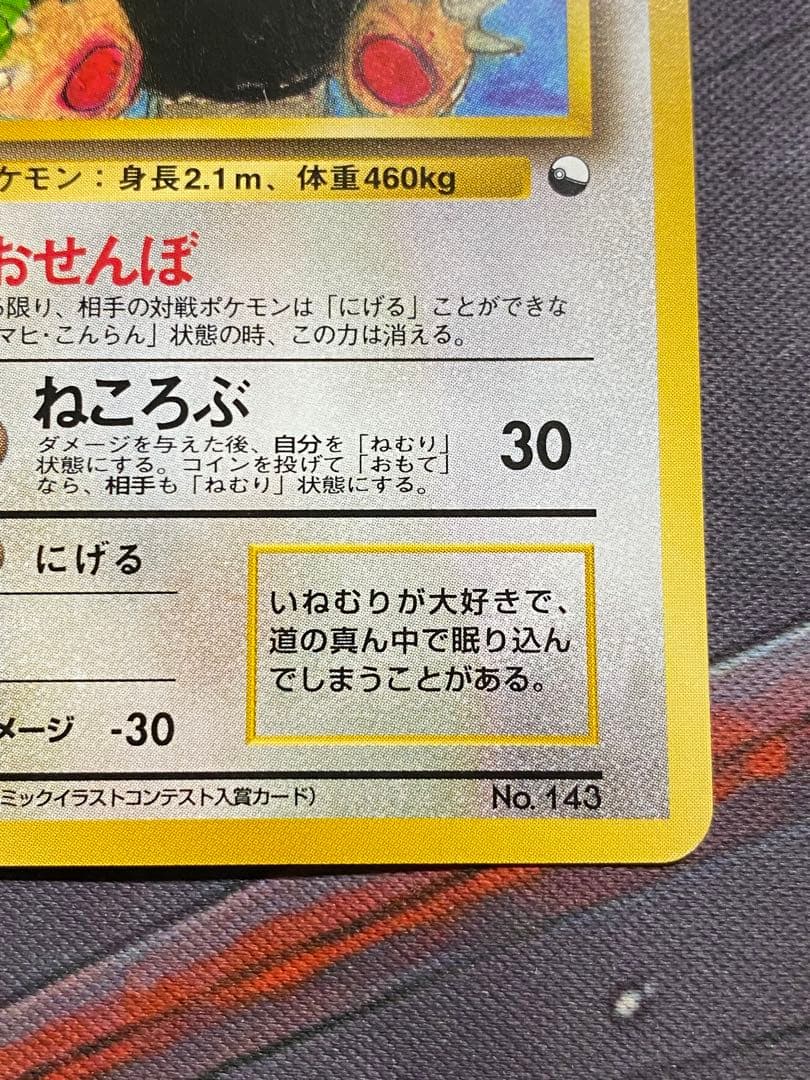 ケモン：身長2.1m、体重460kg
おせんぼ
る限り、相手の対戦ポケモンは「にげる」ことができな
マヒ・こんらん」状態の時、この力は消える。
ねころぶ
30
ダメージを与えた後、自分を「ねむり」
状態にする。コインを投げて「おもて」
なら、相手も「ねむり」状態にする。
にげる
いねむりが大好きで、
道の真ん中で眠り込ん
でしまうことがある。
メージ -30
ミックイラストコンテスト入賞カード）
No. 143